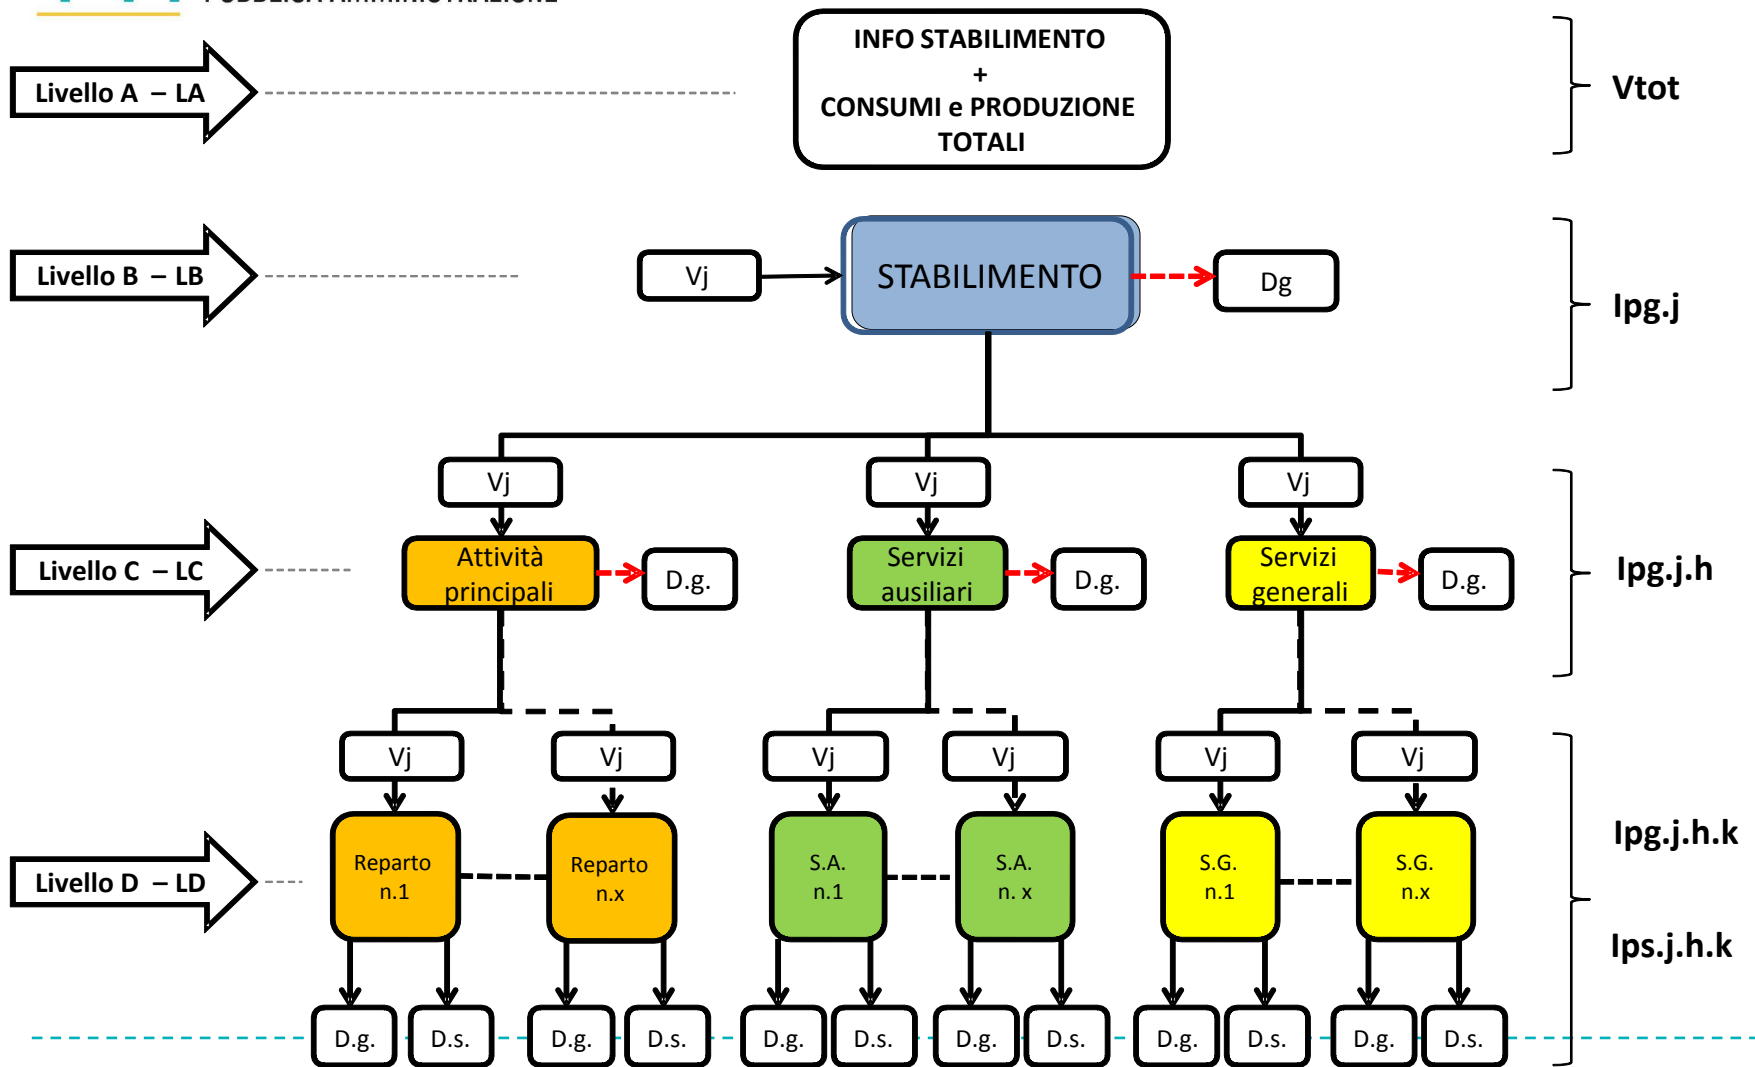 PUBBLICA AMMINISTRAZIONE
INFO STABILIMENTO
+
CONSUMI e PRODUZIONE
TOTALI
Livello A – LA
Vtot
Livello B – LB
Vj
STABILIMENTO
Dg
Ipg.j
Vj
Vj
Vj
Livello C – LC
Attività
principali
D.g.
Servizi
ausiliari
D.g.
Servizi
generali
D.g.
Ipg.j.h
Vj
Vj
Vj
Vj
Vj
Vj
Livello D – LD
Reparto
n.1
Reparto
n.x
S.A.
n.1
S.A.
n. x
S.G.
n.1
S.G.
n.x
Ipg.j.h.k
Ips.j.h.k
D.g.
D.s.
D.g.
D.s.
D.g.
D.s.
D.g.
D.s.
D.g.
D.s.
D.g.
D.s.